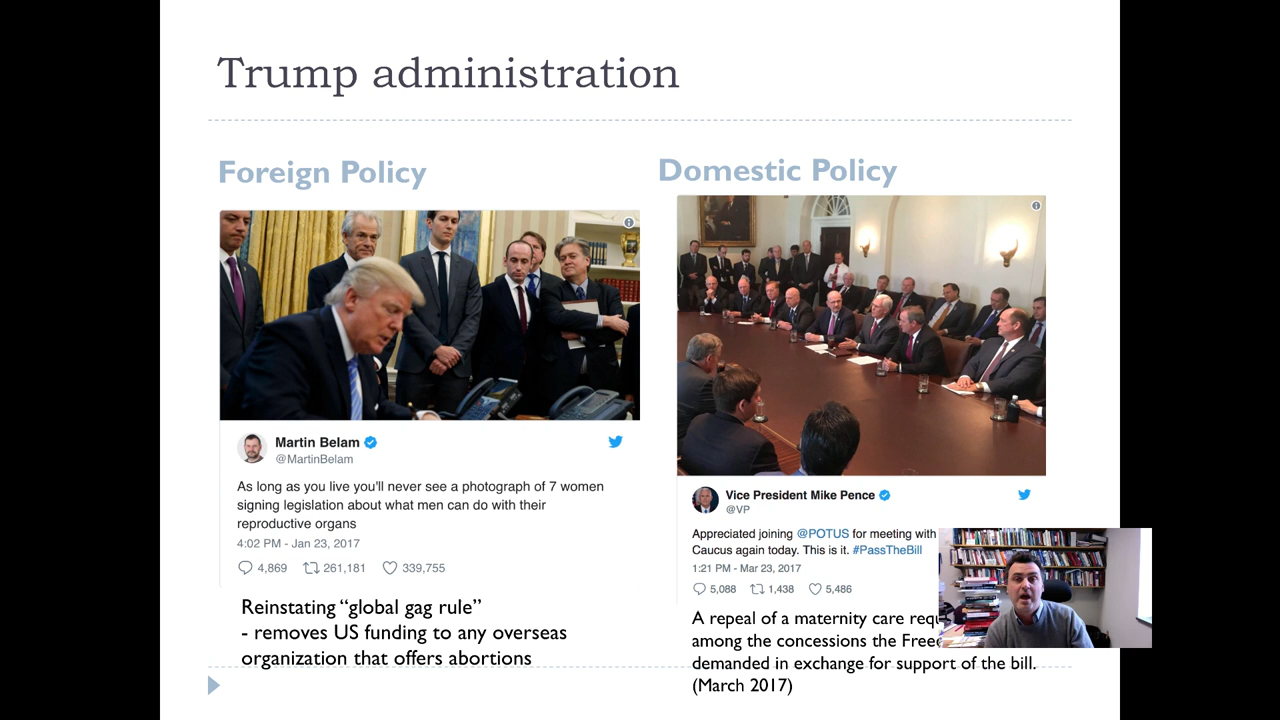 Trump administration
Foreign Policy
Domestic Policy
Martin Belam
@MartinBelam
As long as you live you'll never see a photograph of 7 women
signing legislation about what men can do with their
reproductive organs
4:02 PM - Jan 23, 2017
4,869 261,181 339,755
Reinstating “global gag rule”
- removes US funding to any overseas
organization that offers abortions
Vice President Mike Pence
@VP
Appreciated joining @POTUS for meeting with
Caucus again today. This is it. #PassTheBill
1:21 PM - Mar 23, 2017
5,088 1,438 5,486
A repeal of a maternity care
among the concessions the
demanded in exchange for support of the bill.
(March 2017)